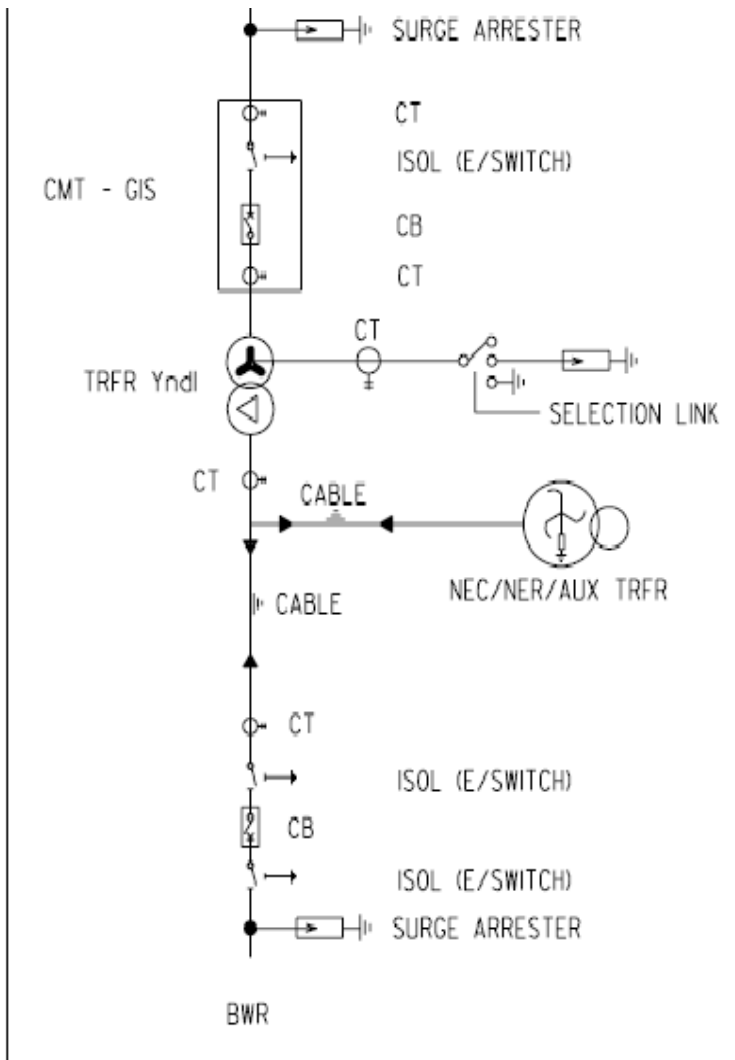 SURGE ARRESTER
CT
ISOL (E/SWITCH)
CMT - GIS
CB
CT
CT
TRFR Yndl
SELECTION LINK
CT
CABLE
NEC/NER/AUX TRFR
CABLE
CT
ISOL (E/SWITCH)
CB
ISOL (E/SWITCH)
SURGE ARRESTER
BWR